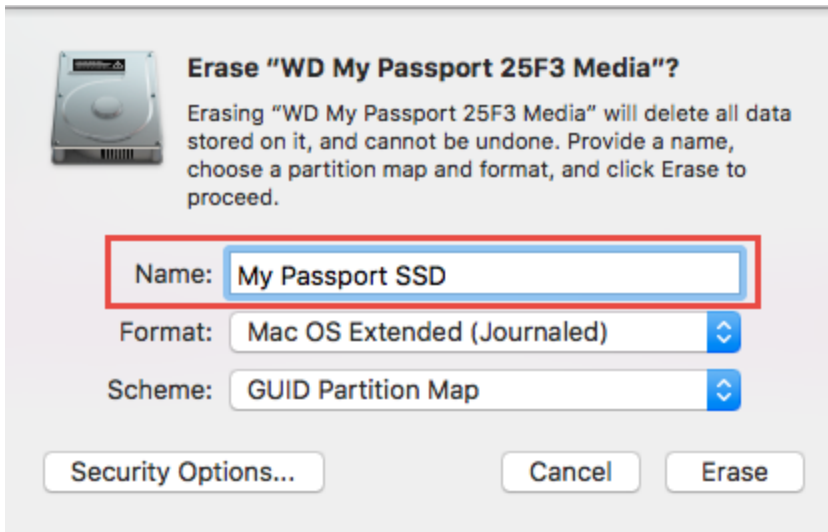 Erase “WD My Passport 25F3 Media”?
Erasing “WD My Passport 25F3 Media” will delete all data
stored on it, and cannot be undone. Provide a name,
choose a partition map and format, and click Erase to
proceed.
Name: My Passport SSD
Format: Mac OS Extended (Journaled)
Scheme: GUID Partition Map
Security Options... Cancel Erase